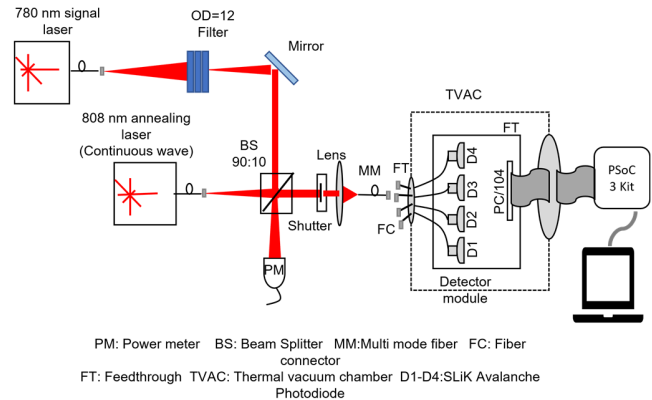 780 nm signal
laser
OD=12
Filter
Mirror
808 nm annealing
laser
(Continuous wave)
BS
90:10
Lens
MM
Shutter
PM
TVAC
FT
FT
FC
D4
D3
D2
D1
PC/104
Detector
module
PSoC
3 Kit
PM: Power meter BS: Beam Splitter MM:Multi mode fiber FC: Fiber
connector
FT: Feedthrough TVAC: Thermal vacuum chamber D1-D4:SLiK Avalanche
Photodiode